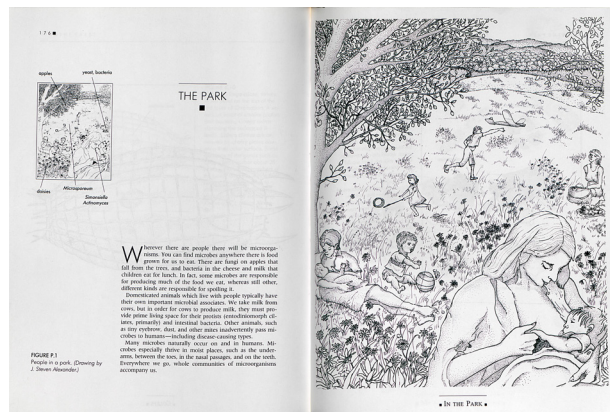 176■
apples
yeast, bacteria
daisies
Microsporeum
Simonsiella
Actinomyces
THE PARK
■
Wherever there are people there will be microorga-
nisms. You can find microbes anywhere there is food
grown for us to eat. There are fungi on apples that
fall from the trees, and bacteria in the cheese and milk that
children eat for lunch. In fact, some microbes are responsible
for producing much of the food we eat, whereas still other,
different kinds are responsible for spoiling it.
Domesticated animals which live with people typically have
their own important microbial associates. We take milk from
cows, but in order for cows to produce milk, they must pro-
vide prime living space for their protists (entodiniomorph cil-
iates, primarily) and intestinal bacteria. Other animals, such
as tiny eyebrow, dust, and other mites inadvertently pass mi-
crobes to humans—including disease-causing types.
Many microbes naturally occur on and in humans. Mi-
crobes especially thrive in moist places, such as the under-
arms, between the toes, in the nasal passages, and on the teeth.
Everywhere we go, whole communities of microorganisms
accompany us.
FIGURE P.1
People in a park. (Drawing by
J. Steven Alexander.)
■ IN THE PARK ■